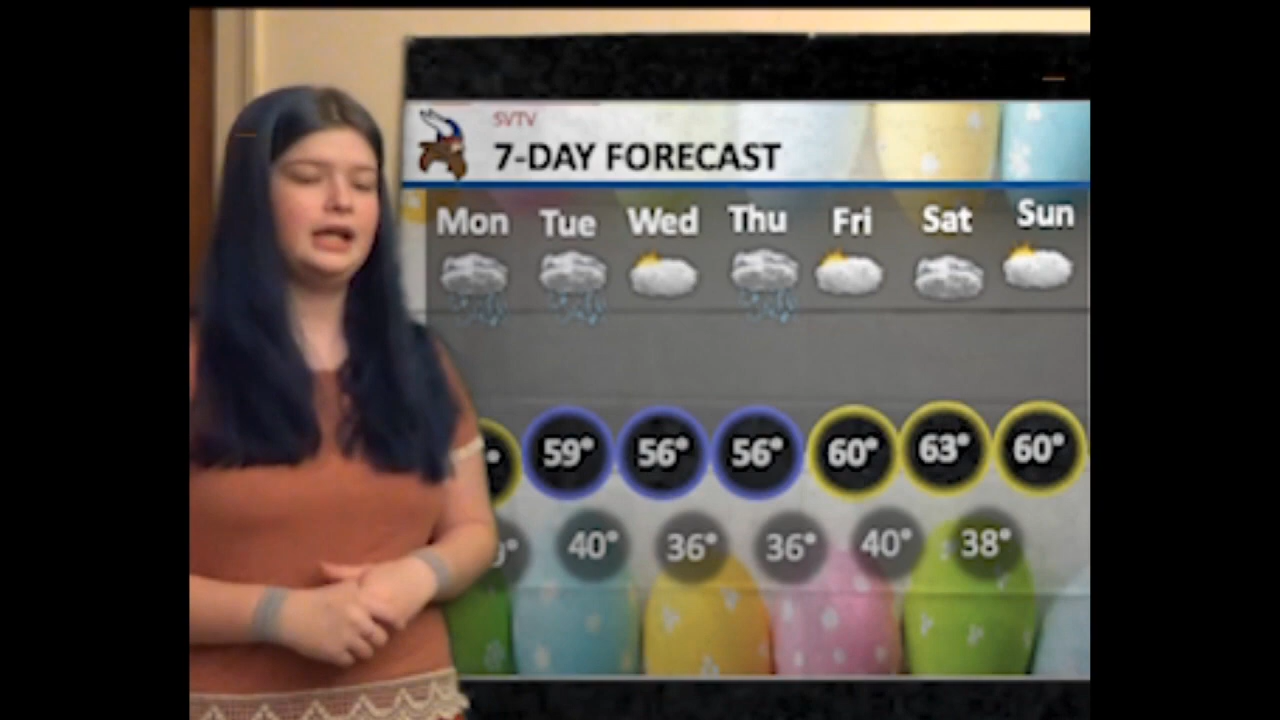 SVTV
7-DAY FORECAST
Mon Tue Wed Thu Fri Sat Sun
59° 56° 56° 60° 63° 60°
40° 36° 36° 40° 38°